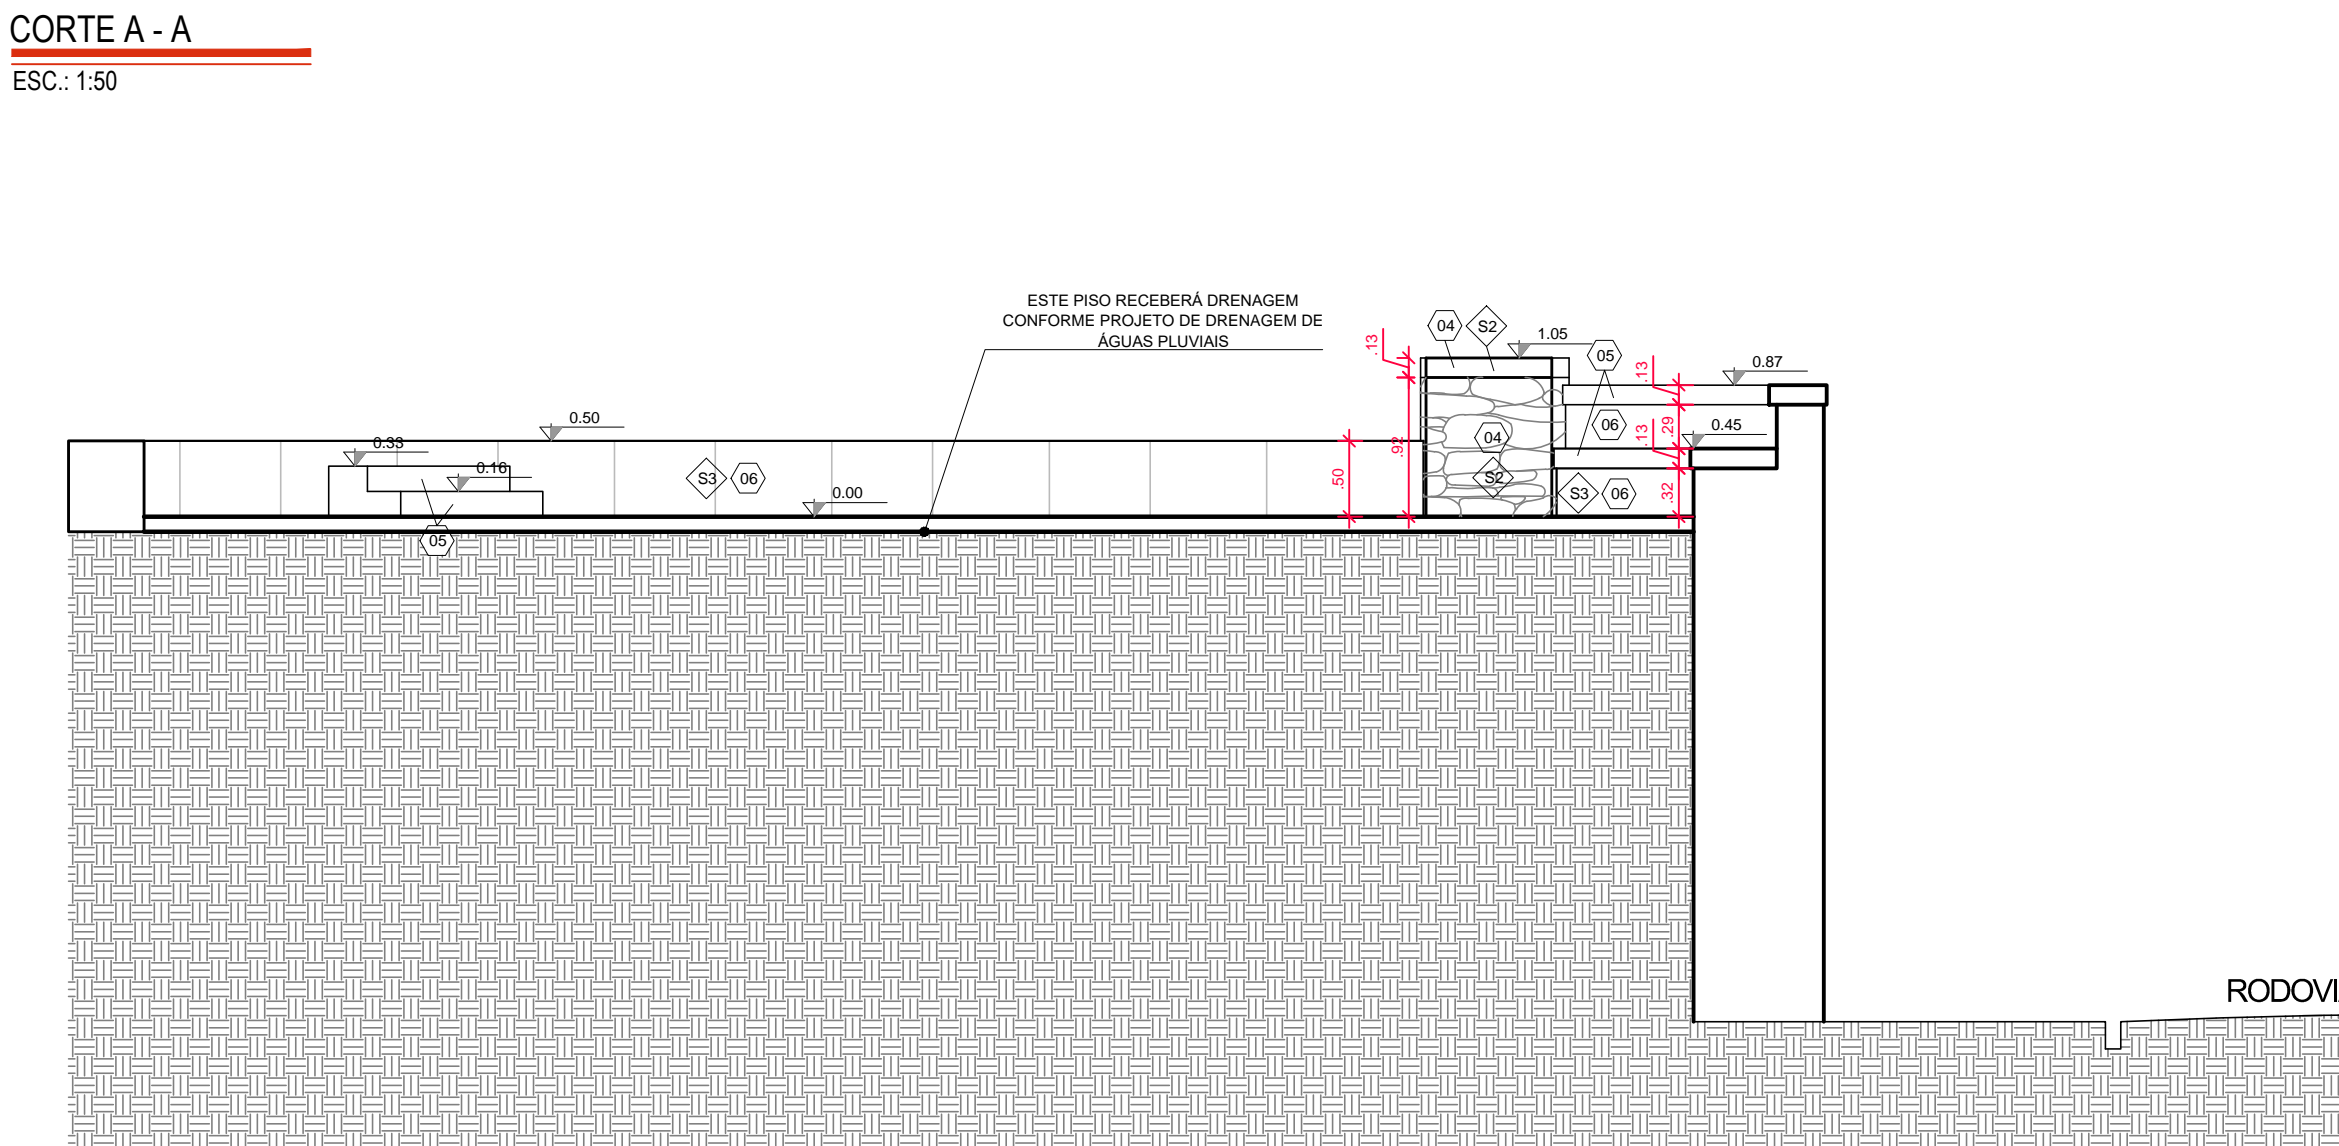 CORTE A - A
ESC.: 1:50
ESTE PISO RECEBERÁ DRENAGEM
CONFORME PROJETO DE DRENAGEM DE
ÁGUAS PLUVIAIS
04
S2
1.05
.13
05
.13
0.87
0.50
0.33
0.16
S3
06
0.00
.50
.92
04
S2
06
.13
.29
0.45
S3
06
.32
05
RODOVI